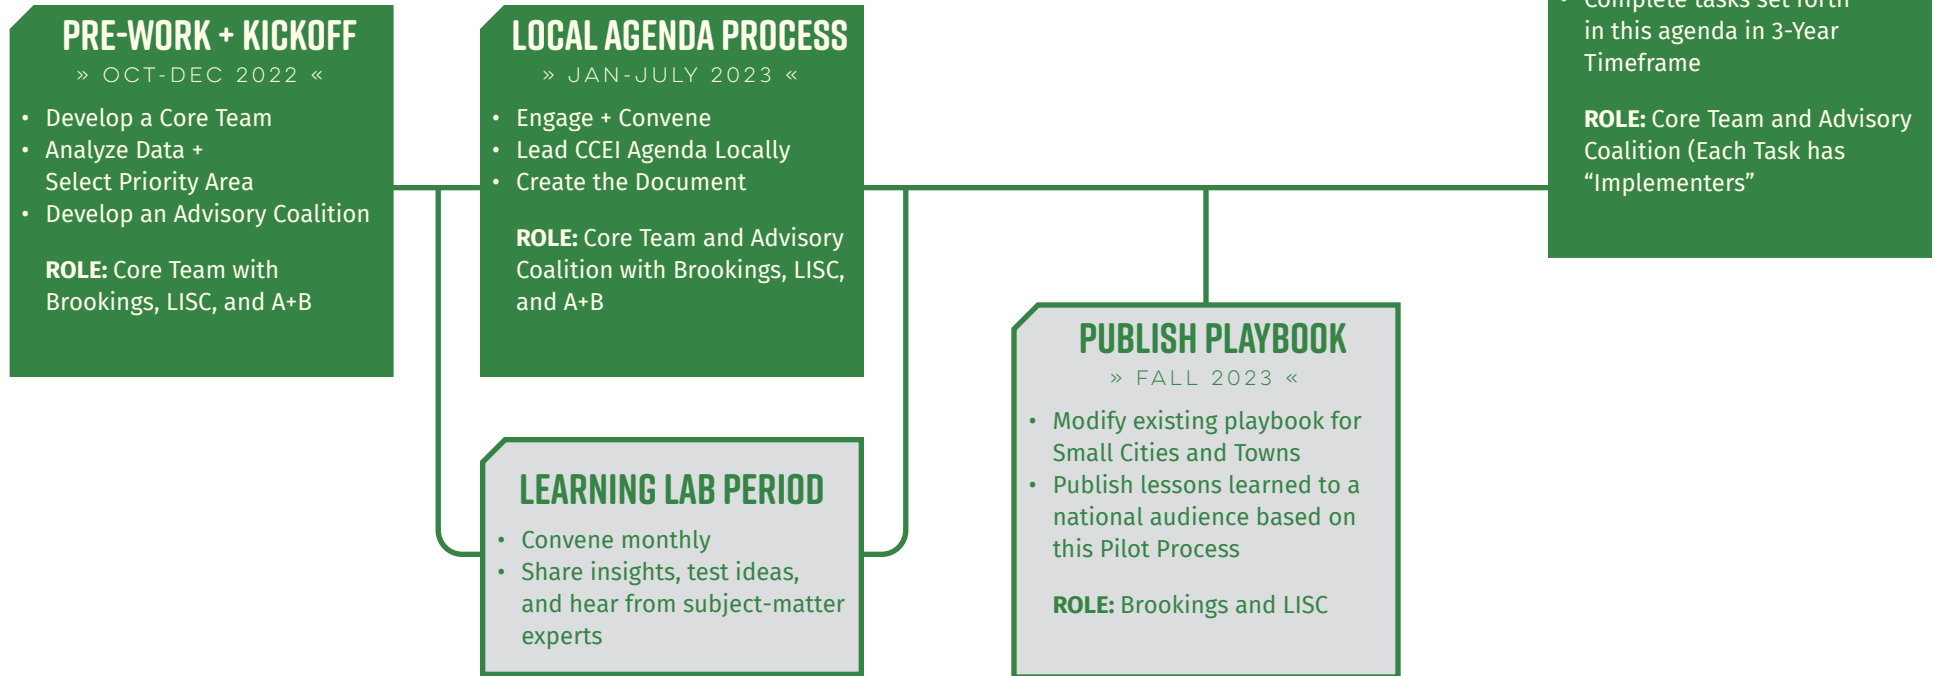 PRE-WORK + KICKOFF
» OCT-DEC 2022 «
• Develop a Core Team
• Analyze Data +
Select Priority Area
• Develop an Advisory Coalition
ROLE: Core Team with
Brookings, LISC, and A+B
LOCAL AGENDA PROCESS
» JAN-JULY 2023 «
• Engage + Convene
• Lead CCEI Agenda Locally
• Create the Document
ROLE: Core Team and Advisory
Coalition with Brookings, LISC,
and A+B
LEARNING LAB PERIOD
• Convene monthly
• Share insights, test ideas,
and hear from subject-matter
experts
PUBLISH PLAYBOOK
» FALL 2023 «
• Modify existing playbook for
Small Cities and Towns
• Publish lessons learned to a
national audience based on
this Pilot Process
ROLE: Brookings and LISC
• Complete tasks set forth
in this agenda in 3-Year
Timeframe
ROLE: Core Team and Advisory
Coalition (Each Task has
“Implementers”